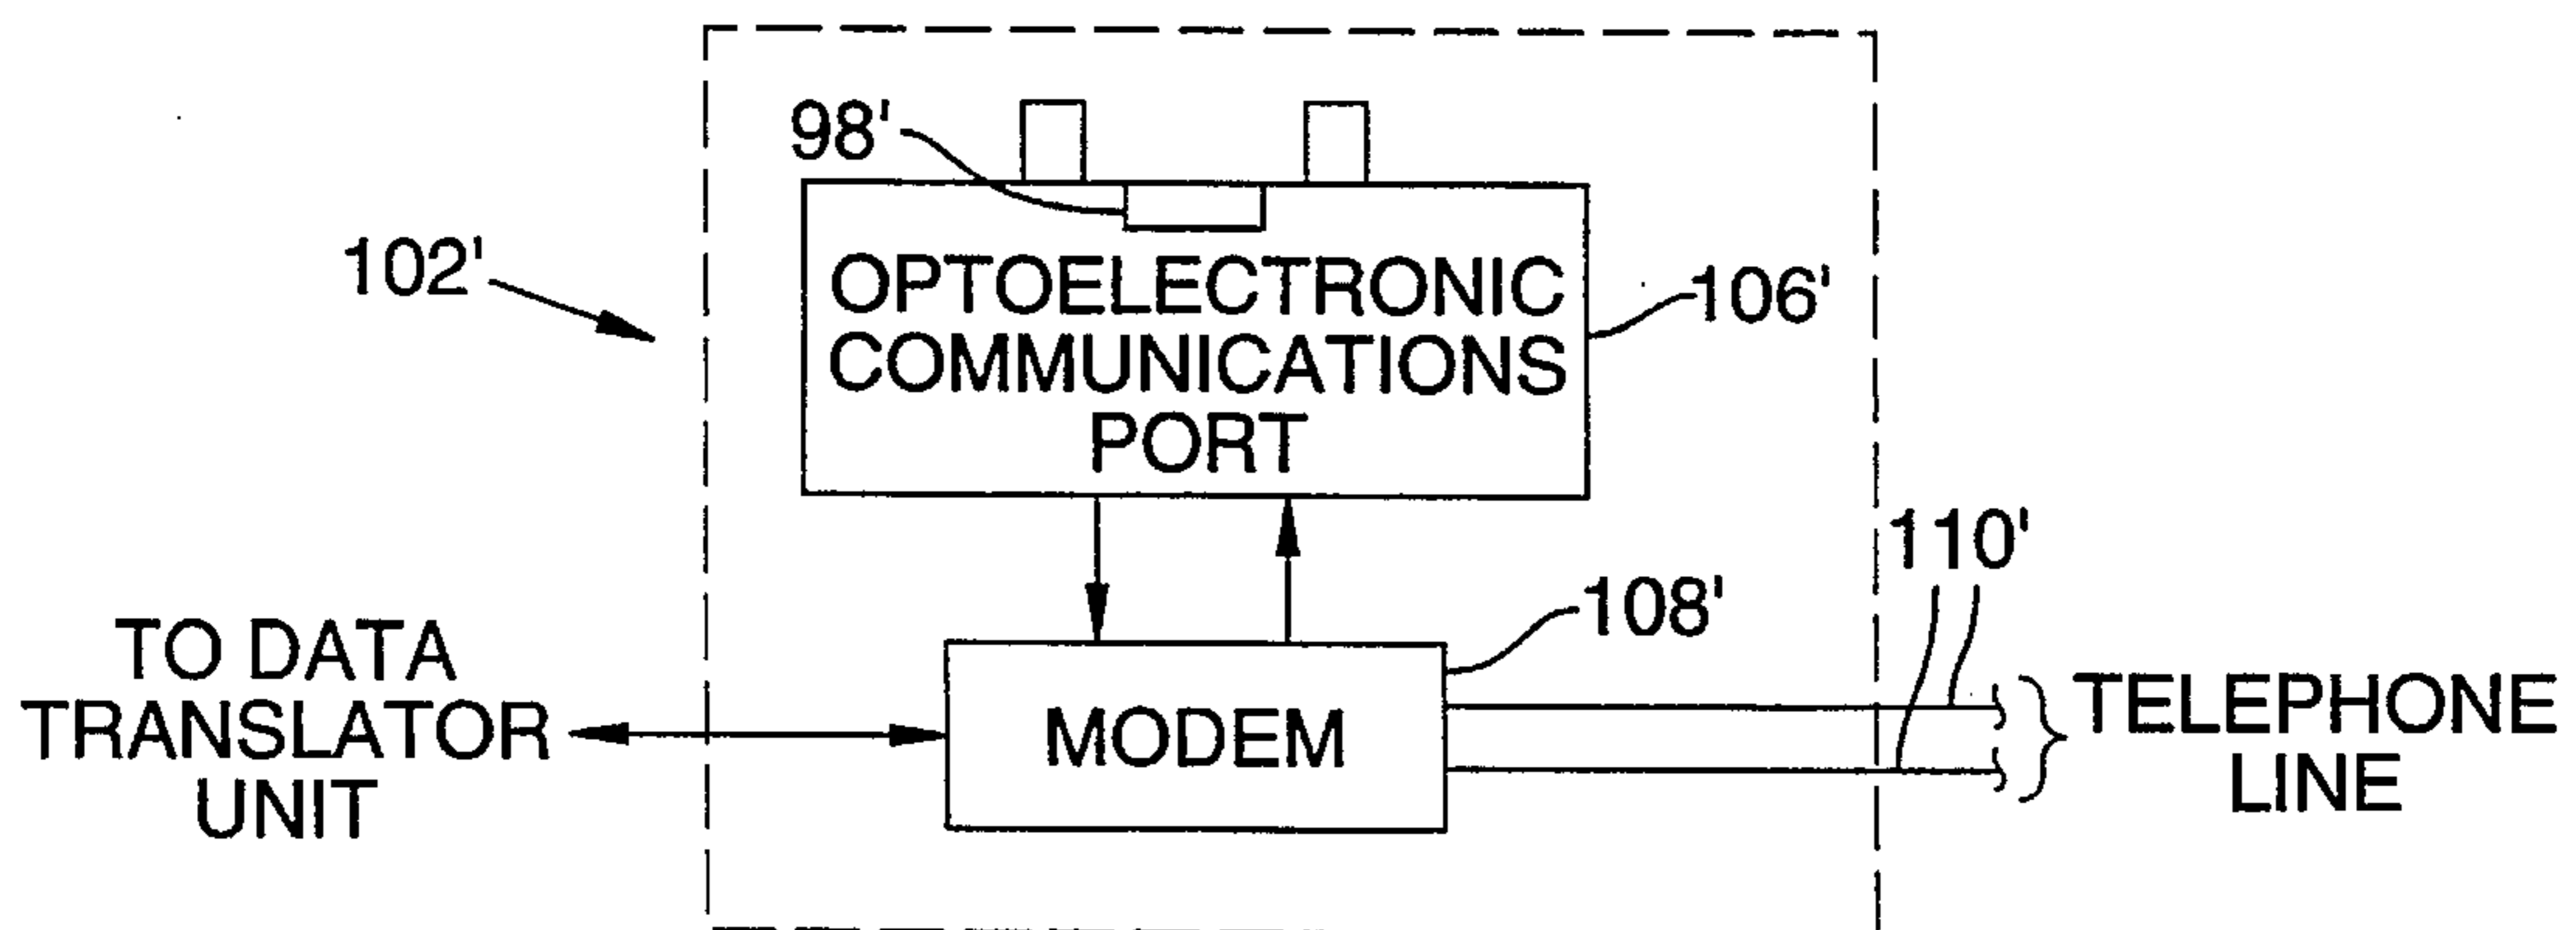 98'
102'
OPTOELECTRONIC
COMMUNICATIONS
PORT
106'
110'
108'
TO DATA
TRANSLATOR
UNIT
MODEM
TELEPHONE
LINE